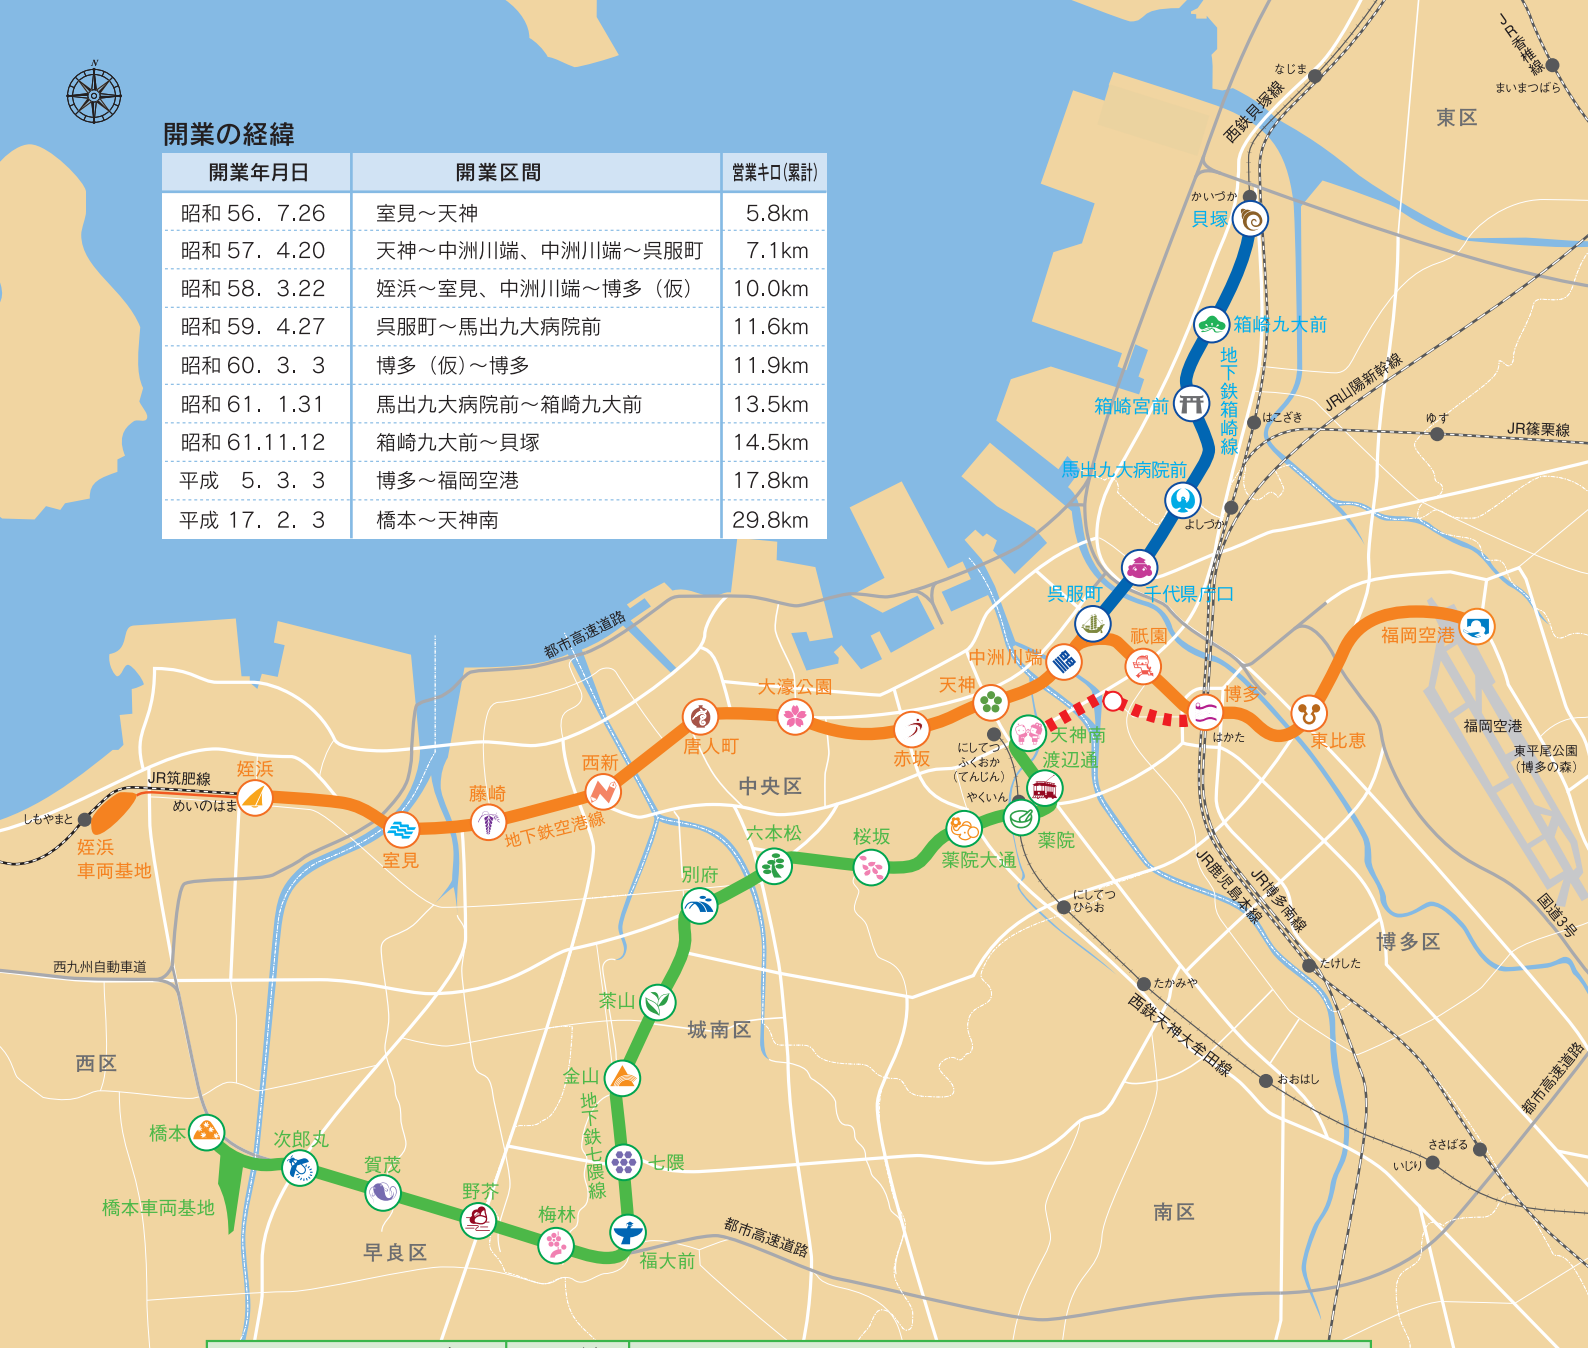 N
開業の経緯
開業年月日 開業区間 営業キロ(累計)
昭和 56. 7.26 室見～天神 5.8km
昭和 57. 4.20 天神～中洲川端、中洲川端～呉服町 7.1km
昭和 58. 3.22 姪浜～室見、中洲川端～博多（仮） 10.0km
昭和 59. 4.27 呉服町～馬出九大病院前 11.6km
昭和 60. 3. 3 博多（仮）～博多 11.9km
昭和 61. 1.31 馬出九大病院前～箱崎九大前 13.5km
昭和 61.11.12 箱崎九大前～貝塚 14.5km
平成 5. 3. 3 博多～福岡空港 17.8km
平成 17. 2. 3 橋本～天神南 29.8km
JR香椎線
まいまつばら
なじま
西鉄貝塚線
東区
かいづか
貝塚
箱崎九大前
地下鉄箱崎線
箱崎宮前
はこざき
JR山陽新幹線
ゆす
JR篠栗線
馬出九大病院前
よしづか
千代県庁口
呉服町
都市高速道路
祇園
中洲川端
福岡空港
天神
博多
はかた
東比恵
福岡空港
東平尾公園
（博多の森）
大濠公園
唐人町
赤坂
にしてつ
ふくおか
（てんじん）
天神南
渡辺通
やくいん
薬院
薬院大通
桜坂
六本松
中央区
西新
藤崎
地下鉄空港線
室見
姪浜
めいのはま
JR筑肥線
しもやまと
姪浜
車両基地
別府
にしてつ
ひらお
JR鹿児島本線
JR博多南線
国道3号
博多区
たけした
西九州自動車道
茶山
城南区
たかみや
西鉄天神大牟田線
おおはし
都市高速道路
西区
金山
地下鉄七隈線
七隈
橋本
次郎丸
賀茂
野芥
梅林
福大前
橋本車両基地
早良区
都市高速道路
南区
ささばる
いじり